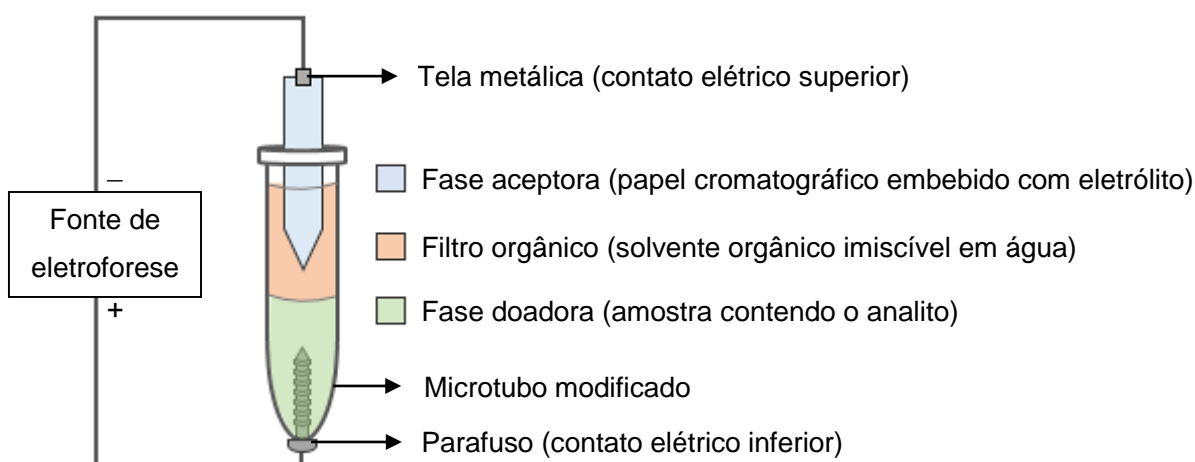 Tela metálica (contato elétrico superior)
Fase aceptora (papel cromatográfico embebido com eletrólito)
–
Fonte de
eletroforese
+
Filtro orgânico (solvente orgânico imiscível em água)
Fase doadora (amostra contendo o analito)
Microtubo modificado
Parafuso (contato elétrico inferior)